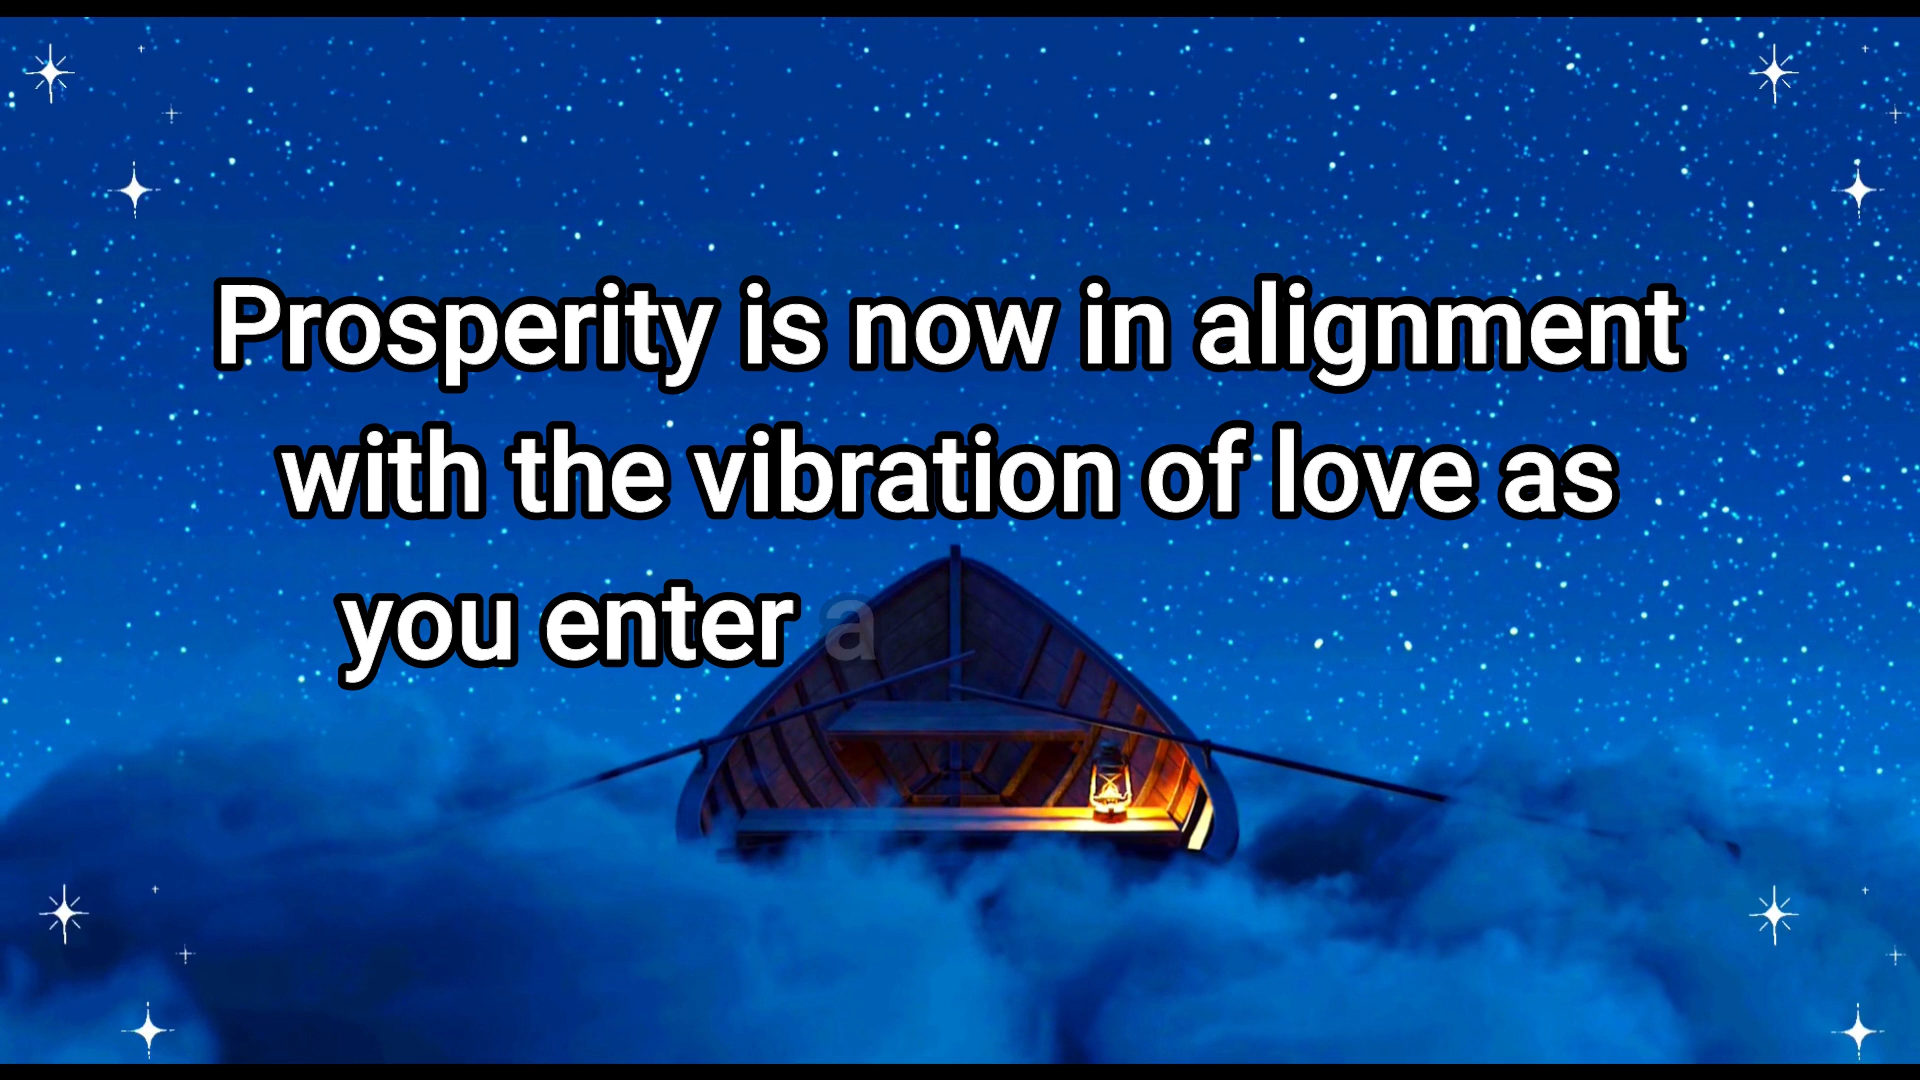 Prosperity is now in alignment
with the vibration of love as
you enter a